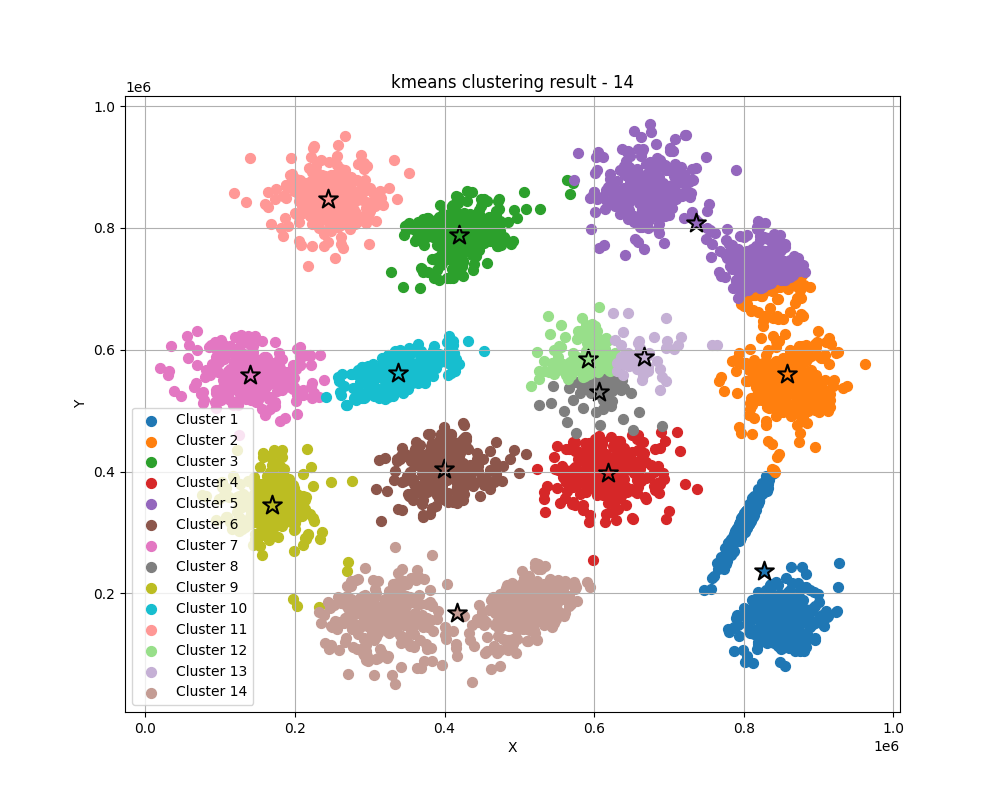 kmeans clustering result - 14
1e6
1.0
0.8
0.6
0.4
0.2
Y
Cluster 1
Cluster 2
Cluster 3
Cluster 4
Cluster 5
Cluster 6
Cluster 7
Cluster 8
Cluster 9
Cluster 10
Cluster 11
Cluster 12
Cluster 13
Cluster 14
0.0 0.2 0.4 0.6 0.8 1.0
X
1e6